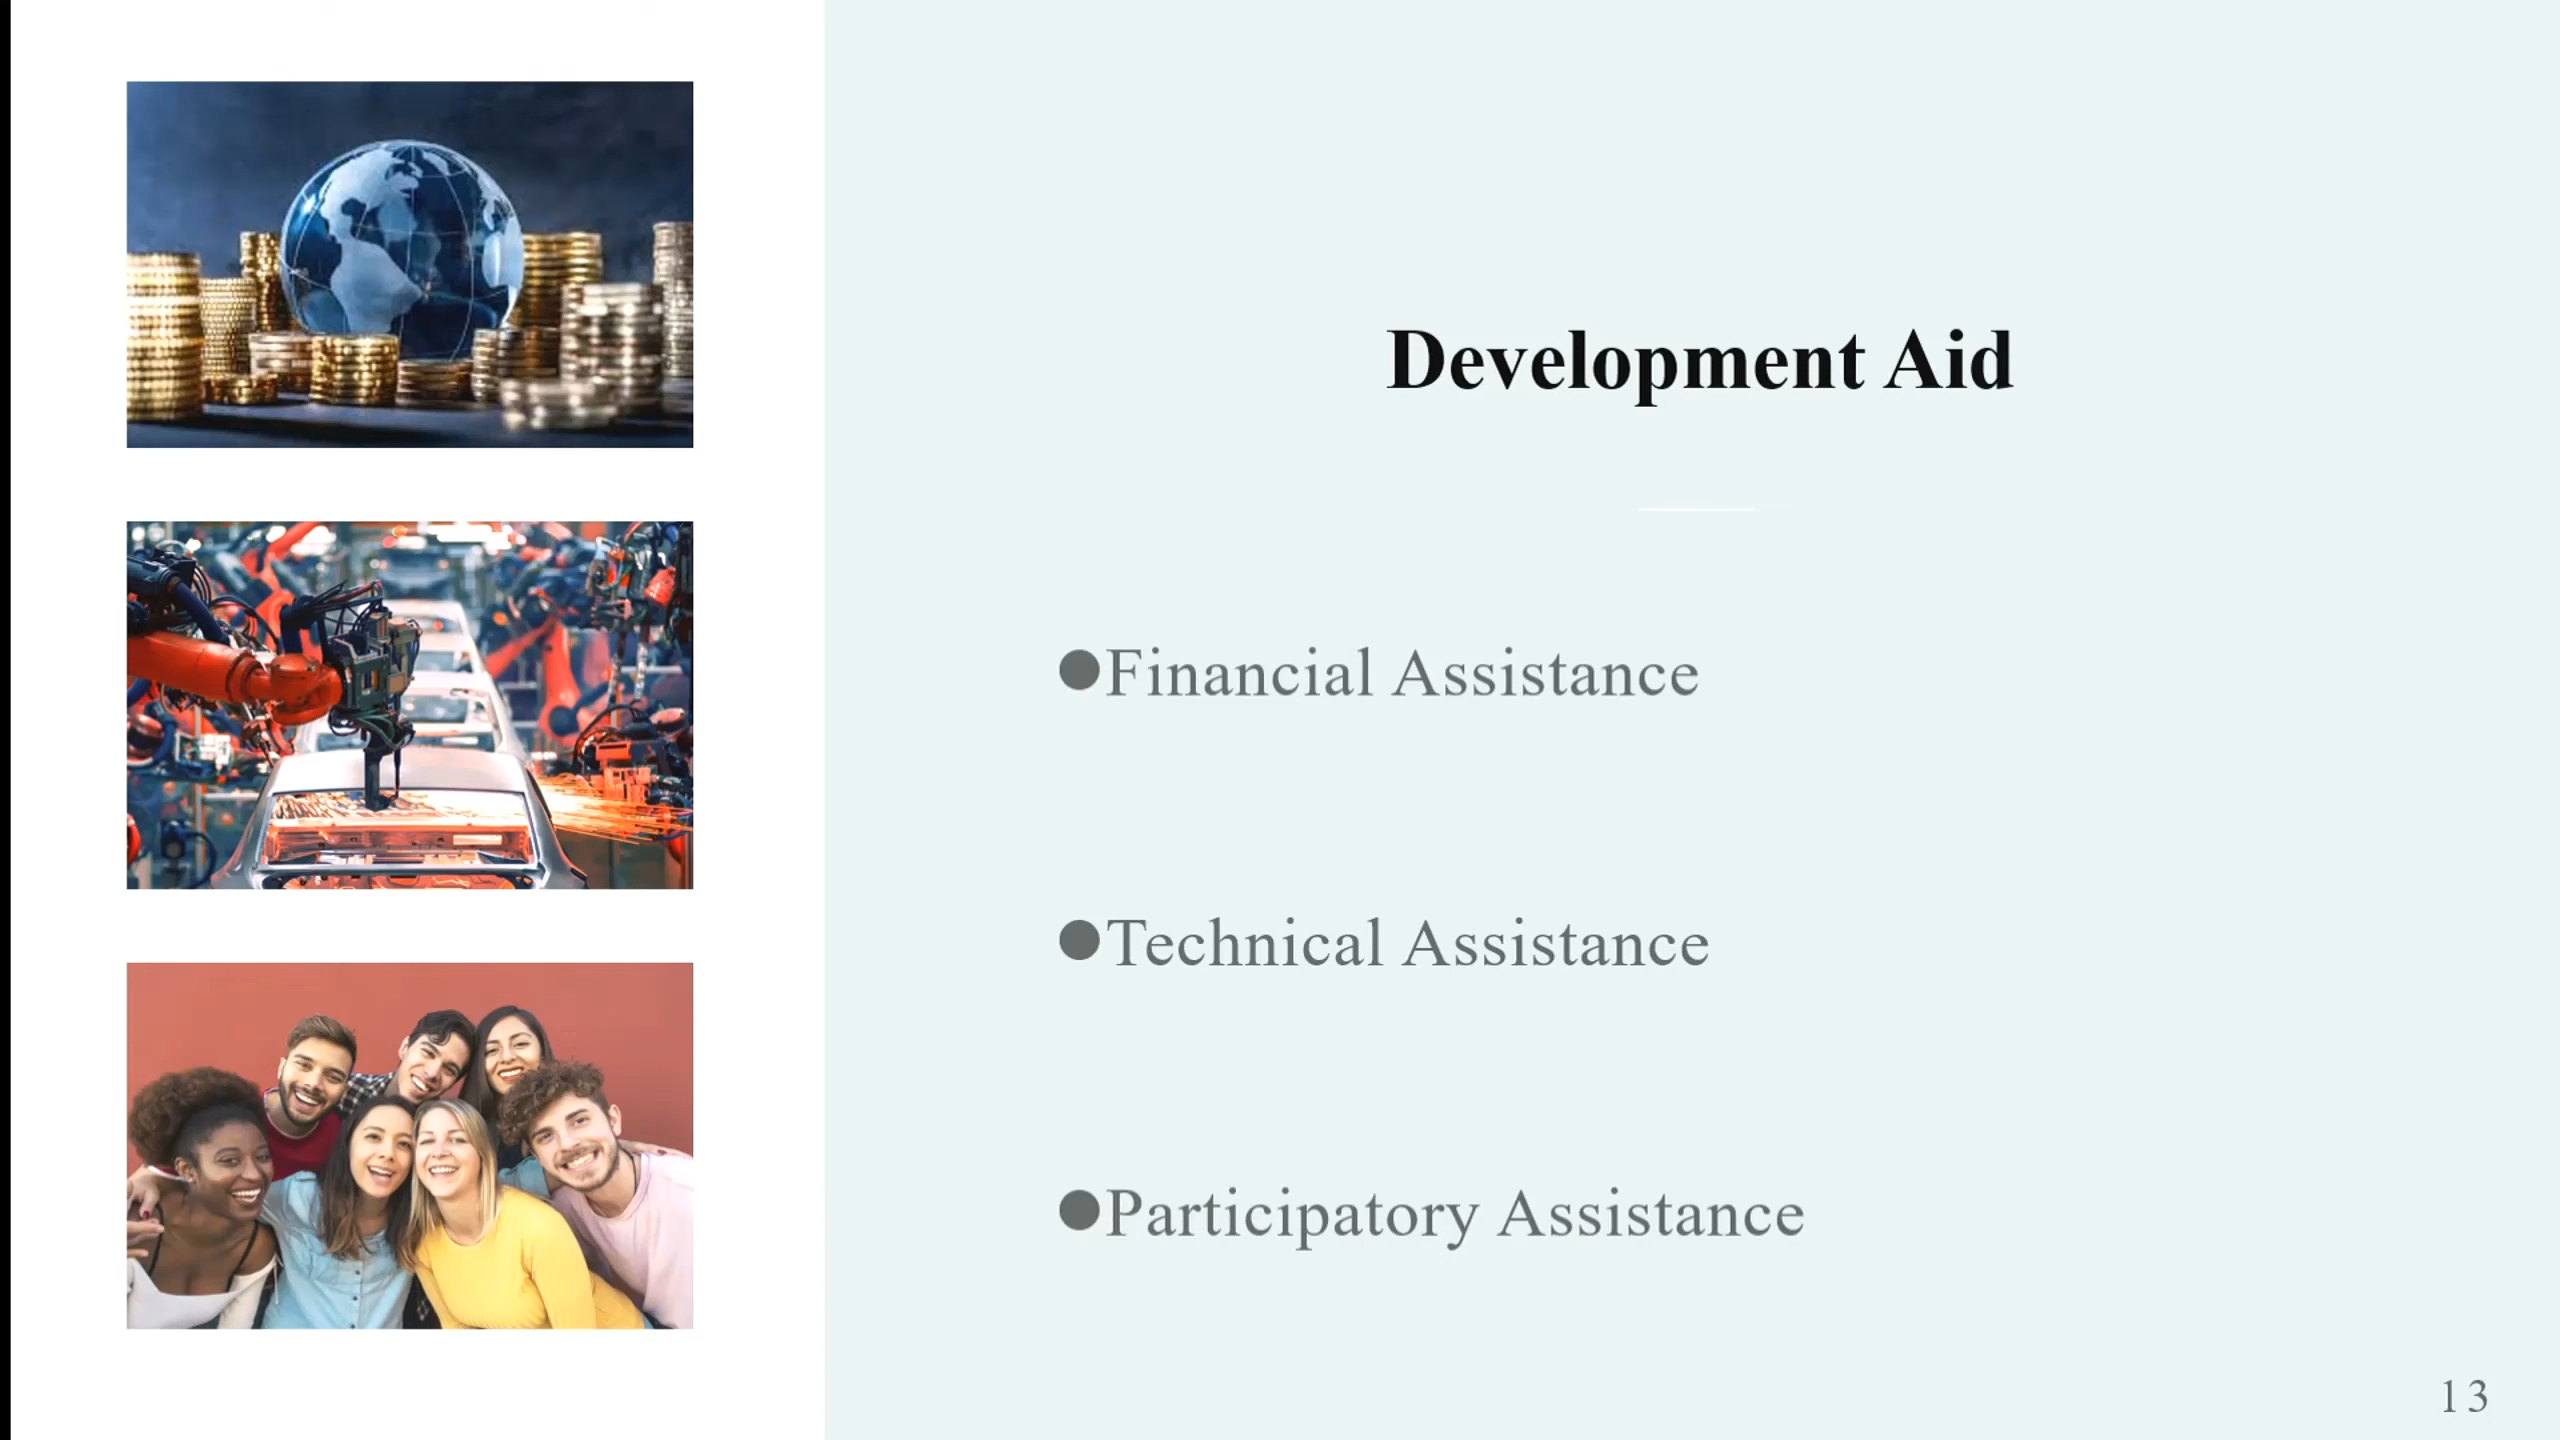 Development Aid
●Financial Assistance
●Technical Assistance
●Participatory Assistance
13